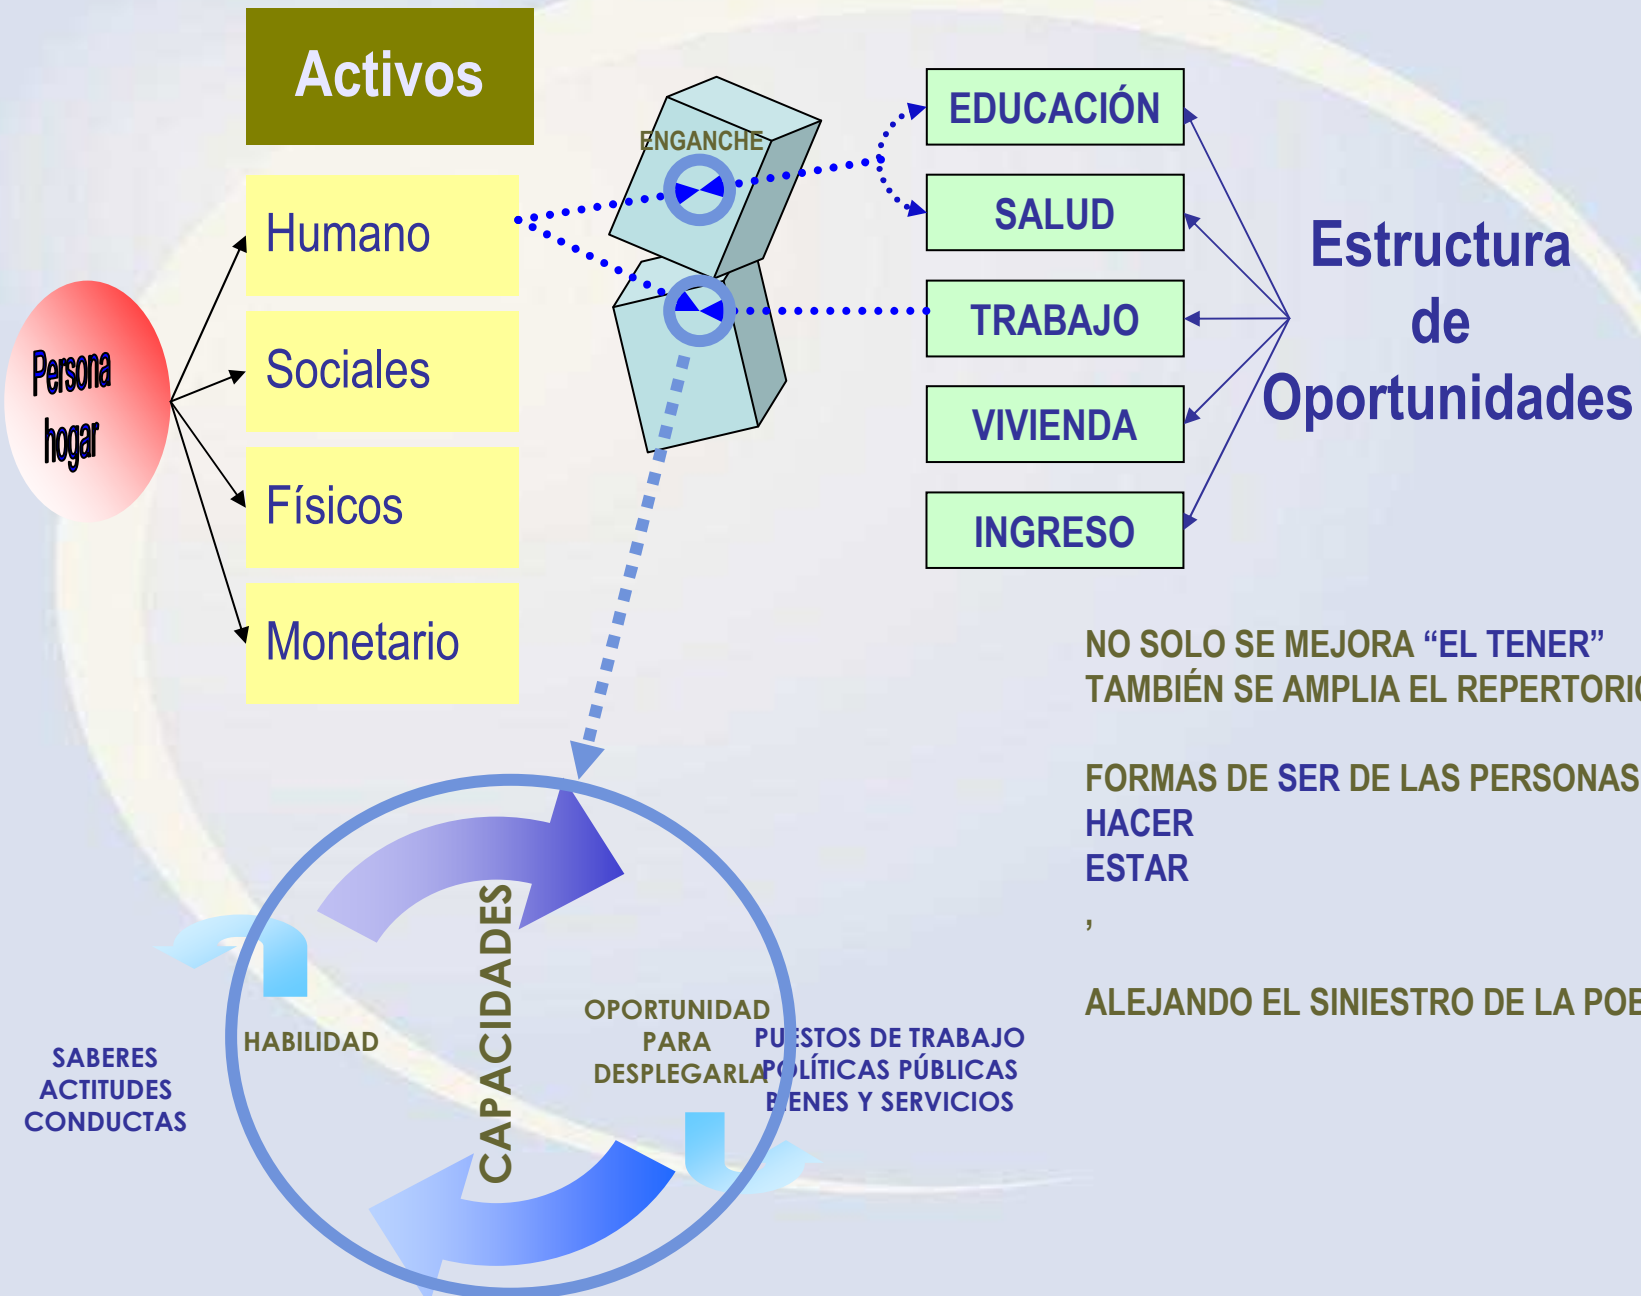 Activos
Persona
hogar
Humano
Sociales
Físicos
Monetario
ENGANCHE
EDUCACIÓN
SALUD
TRABAJO
VIVIENDA
INGRESO
Estructura
de
Oportunidades
NO SOLO SE MEJORA “EL TENER”
TAMBIÉN SE AMPLIA EL
FORMAS DE SER DE LAS PERSONAS
HACER
ESTAR
,
ALEJANDO EL SINIESTRO DE LA
CAPACIDADES
HABILIDAD
SABERES
ACTITUDES
CONDUCTAS
OPORTUNIDAD
PARA
DESPLEGARLA
PUESTOS DE TRABAJO
POLÍTICAS PÚBLICAS
BIENES Y SERVICIOS